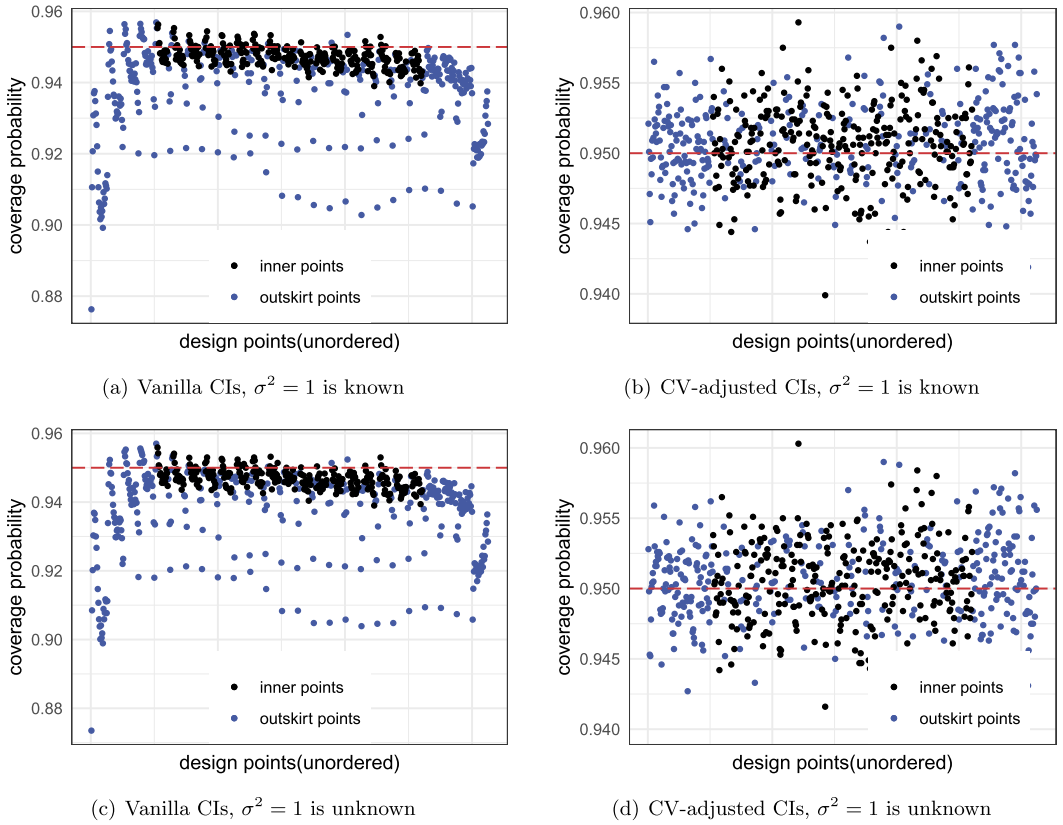 0.96
0.94
0.92
0.90
0.88
coverage probability
inner points
outskirt points
design points(unordered)
(a) Vanilla CIs, σ² = 1 is known
0.960
0.955
0.950
0.945
0.940
coverage probability
inner points
outskirt points
design points(unordered)
(b) CV-adjusted CIs, σ² = 1 is known
0.96
0.94
0.92
0.90
0.88
coverage probability
inner points
outskirt points
design points(unordered)
(c) Vanilla CIs, σ² = 1 is unknown
0.960
0.955
0.950
0.945
0.940
coverage probability
inner points
outskirt points
design points(unordered)
(d) CV-adjusted CIs, σ² = 1 is unknown